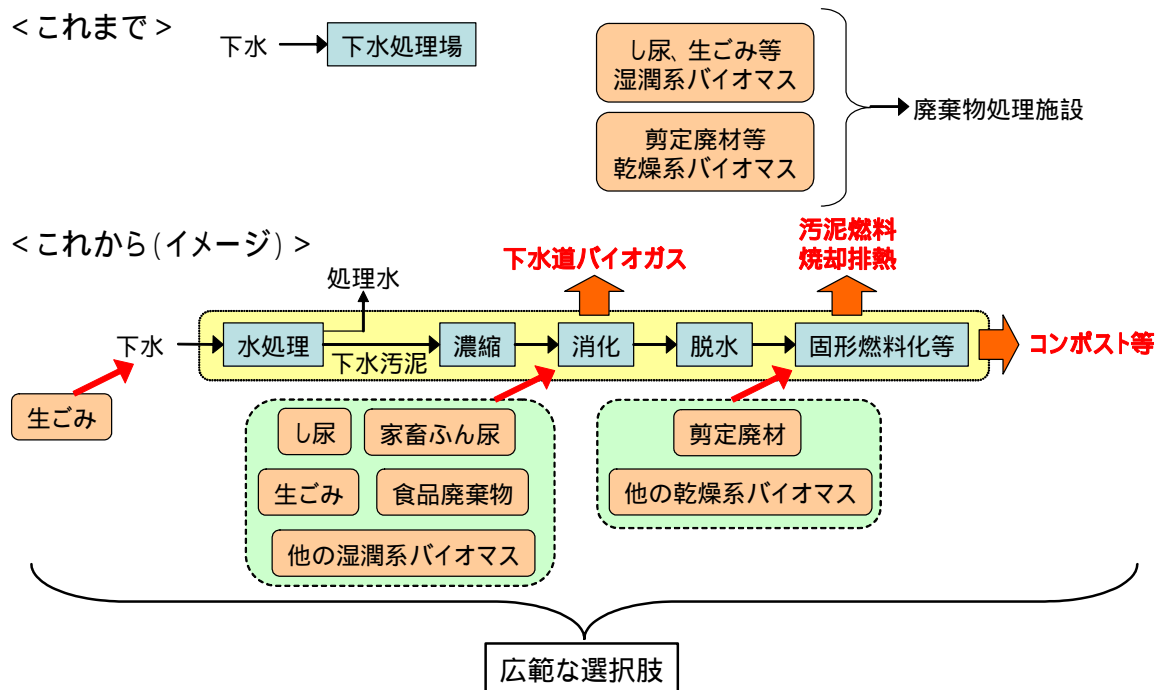 ＜これまで＞
下水
下水処理場
し尿、生ごみ等
湿潤系バイオマス
剪定廃材等
乾燥系バイオマス
廃棄物処理施設
＜これから(イメージ)＞
下水道バイオガス
汚泥燃料
焼却排熱
処理水
下水
水処理
下水汚泥
濃縮
消化
脱水
固形燃料化等
コンポスト等
生ごみ
し尿
家畜ふん尿
生ごみ
食品廃棄物
他の湿潤系バイオマス
剪定廃材
他の乾燥系バイオマス
広範な選択肢